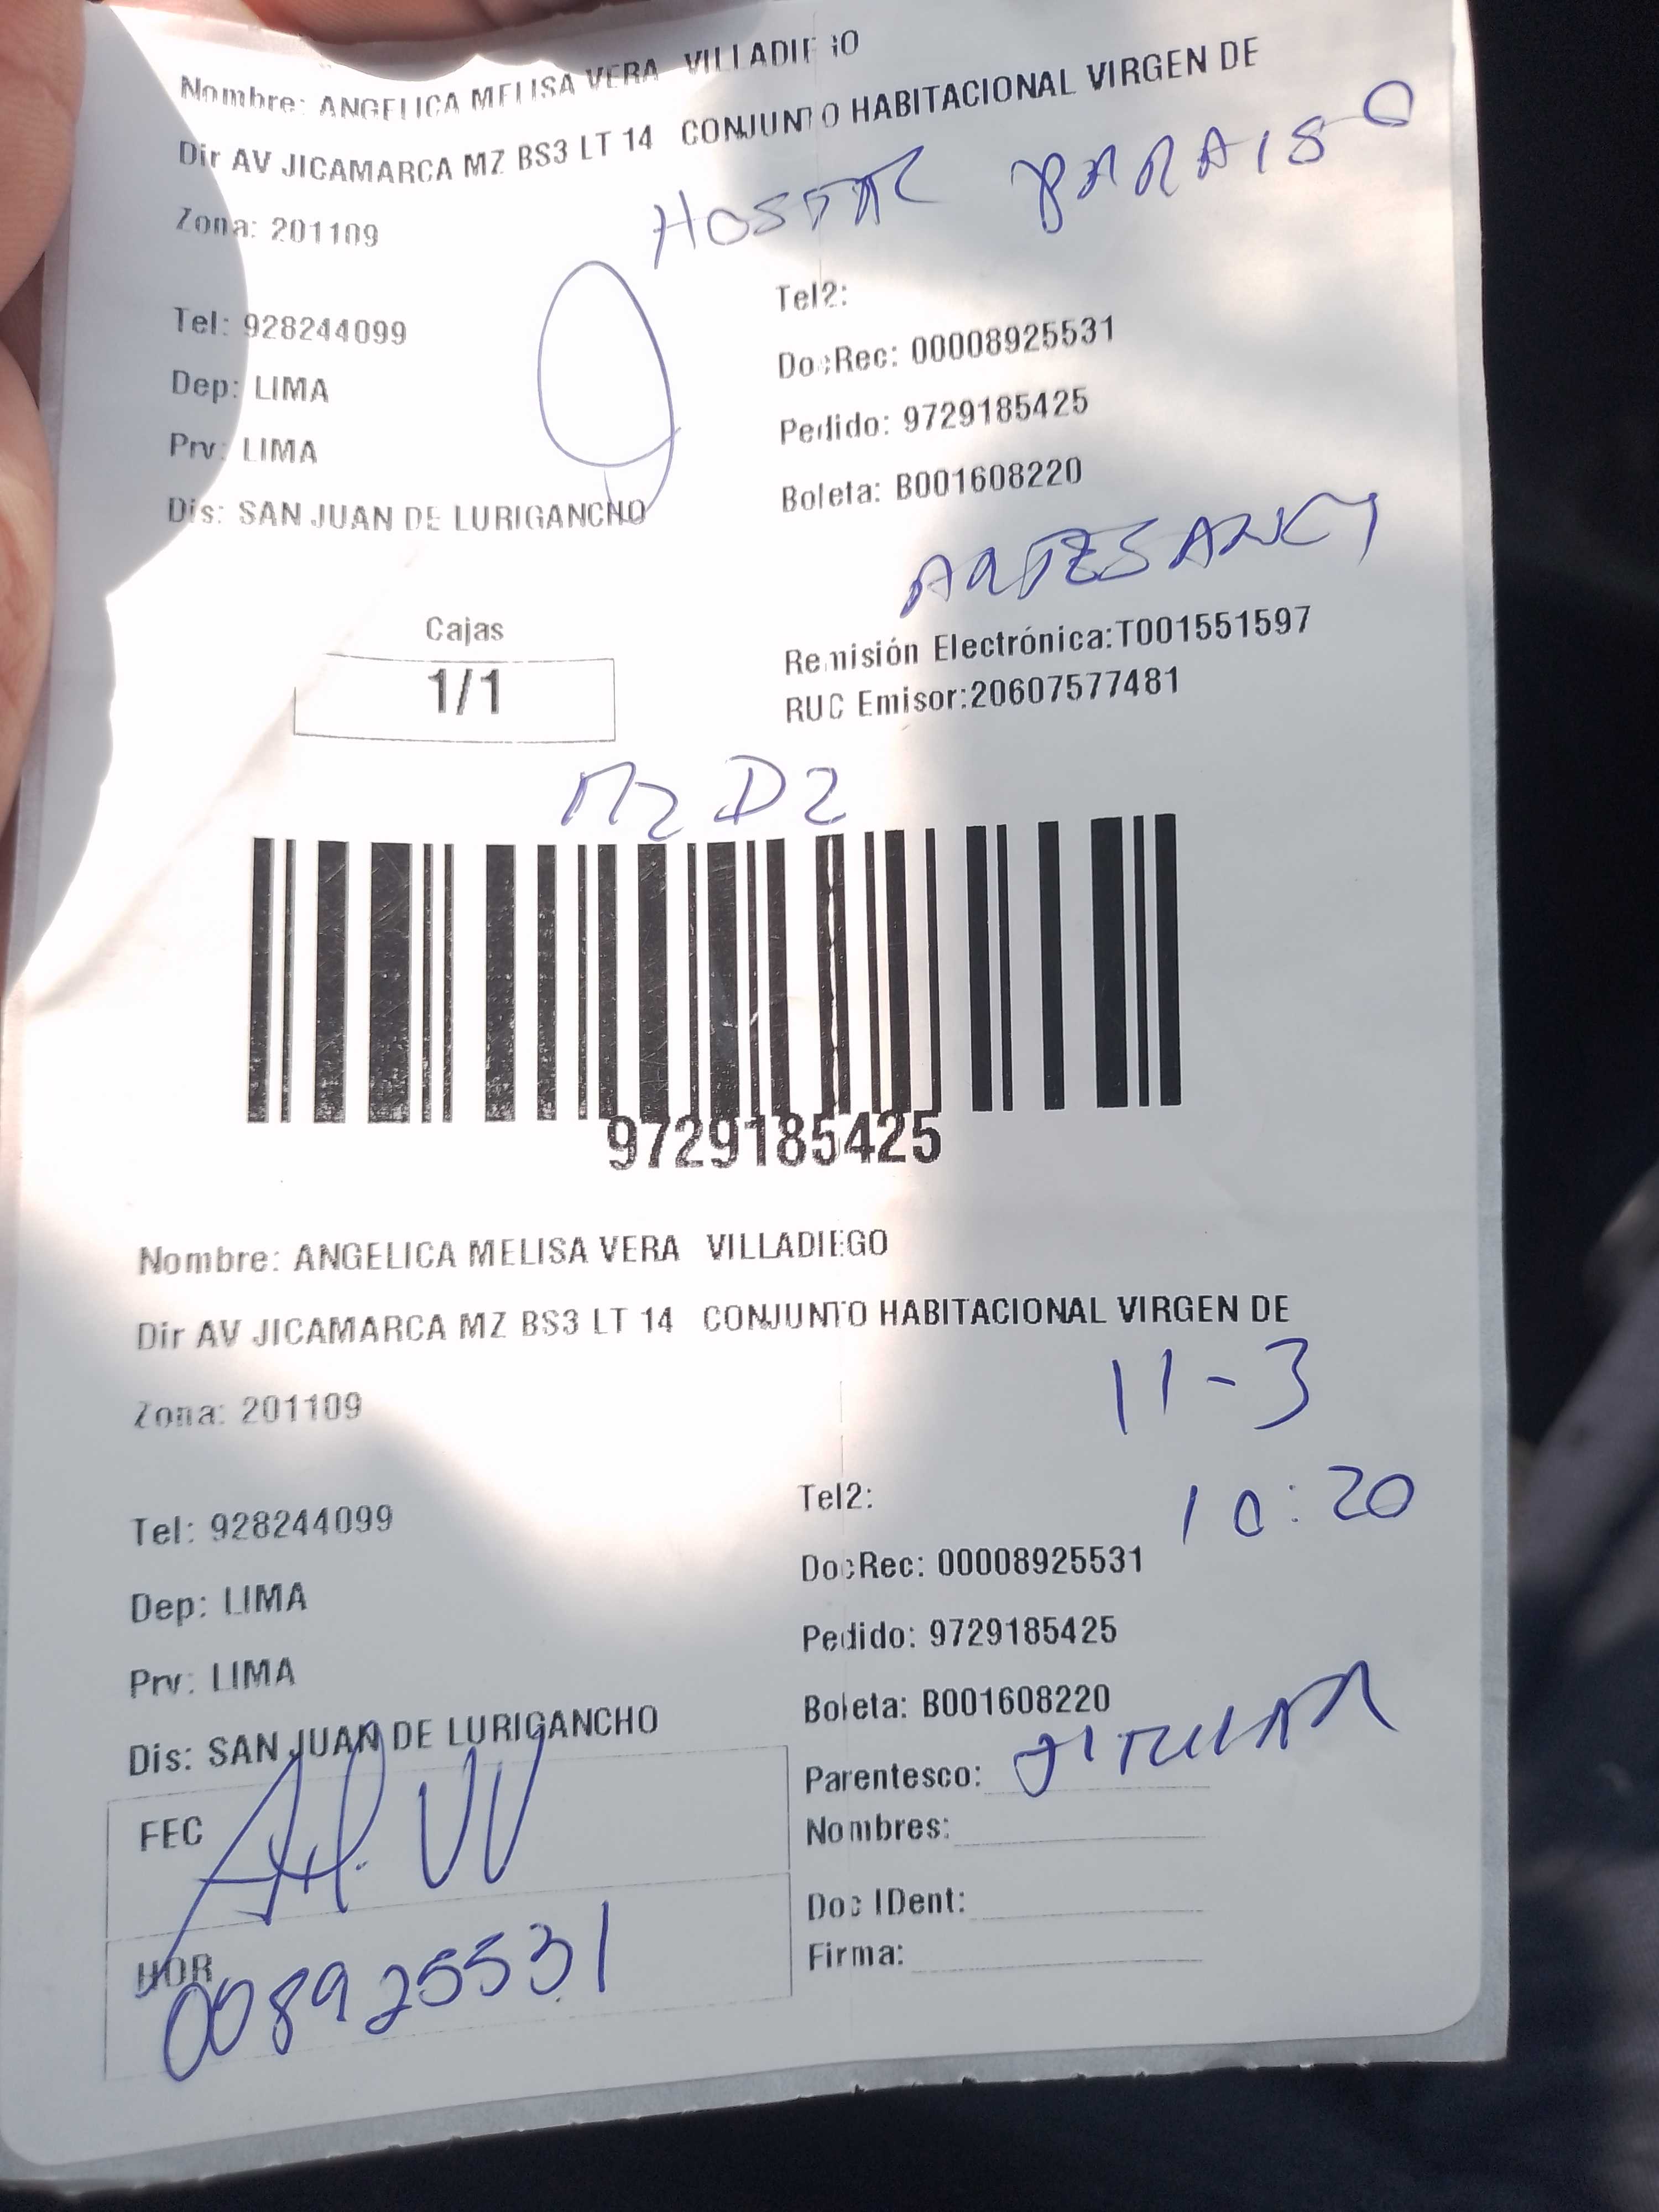 Nombre: ANGELICA MELISA VERA VILLADIEGO
Dir AV JICAMARCA MZ BS3 LT 14 CONJUNTO HABITACIONAL VIRGEN DE
HOSTAL PARAISO
Zona: 201109
Tel2:
Tel: 928244099
DocRec: 00008925531
Dep: LIMA
Pedido: 9729185425
Prv: LIMA
Boleta: B001608220
Dis: SAN JUAN DE LURIGANCHO
Cajas
1/1
Remisión Electrónica:T001551597
RUC Emisor:20607577481
MZ D2
9729185425
Nombre: ANGELICA MELISA VERA VILLADIEGO
Dir AV JICAMARCA MZ BS3 LT 14 CONJUNTO HABITACIONAL VIRGEN DE
11-3
Zona: 201109
10:20
Tel2:
Tel: 928244099
DocRec: 00008925531
Dep: LIMA
Pedido: 9729185425
Prv: LIMA
Boleta: B001608220
Dis: SAN JUAN DE LURIGANCHO
Parentesco: TITULAR
FEC
Nombres:
Doc IDent:
HOR
Firma:
008925531